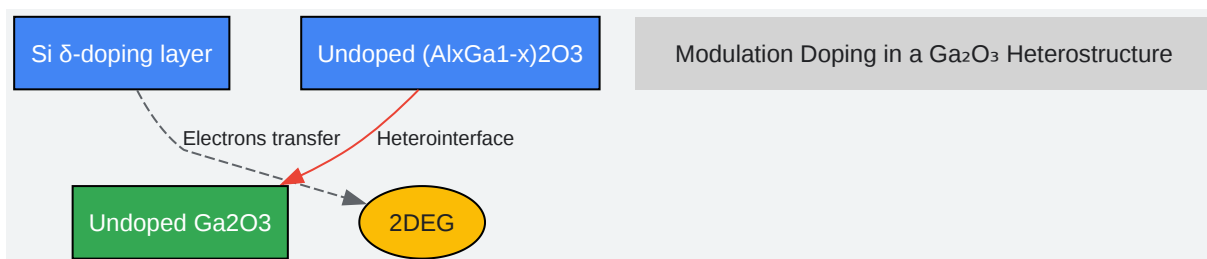 Si δ-doping layer
Undoped (AlxGa1-x)2O3
Modulation Doping in a Ga₂O₃ Heterostructure
Electrons transfer
Heterointerface
Undoped Ga2O3
2DEG